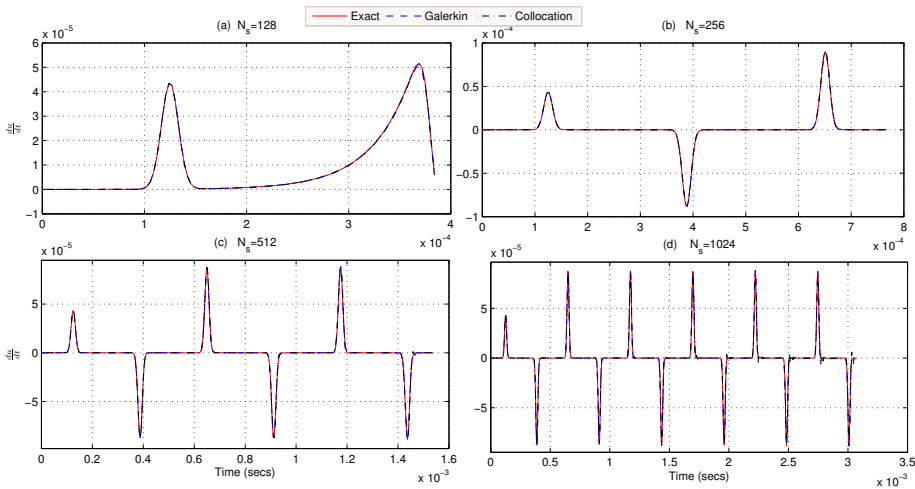 Exact Galerkin Collocation
(a) N_s=128
x 10^-5
6
5
4
3
2
1
0
−1
du/dt
0 1 2 3 4
x 10^-4
(b) N_s=256
x 10^-4
1
0.5
0
−0.5
−1
0 1 2 3 4 5 6 7 8
x 10^-4
(c) N_s=512
x 10^-5
5
0
−5
du/dt
0 0.2 0.4 0.6 0.8 1 1.2 1.4 1.6
Time (secs)
x 10^-3
(d) N_s=1024
x 10^-5
5
0
−5
0 0.5 1 1.5 2 2.5 3 3.5
Time (secs)
x 10^-3